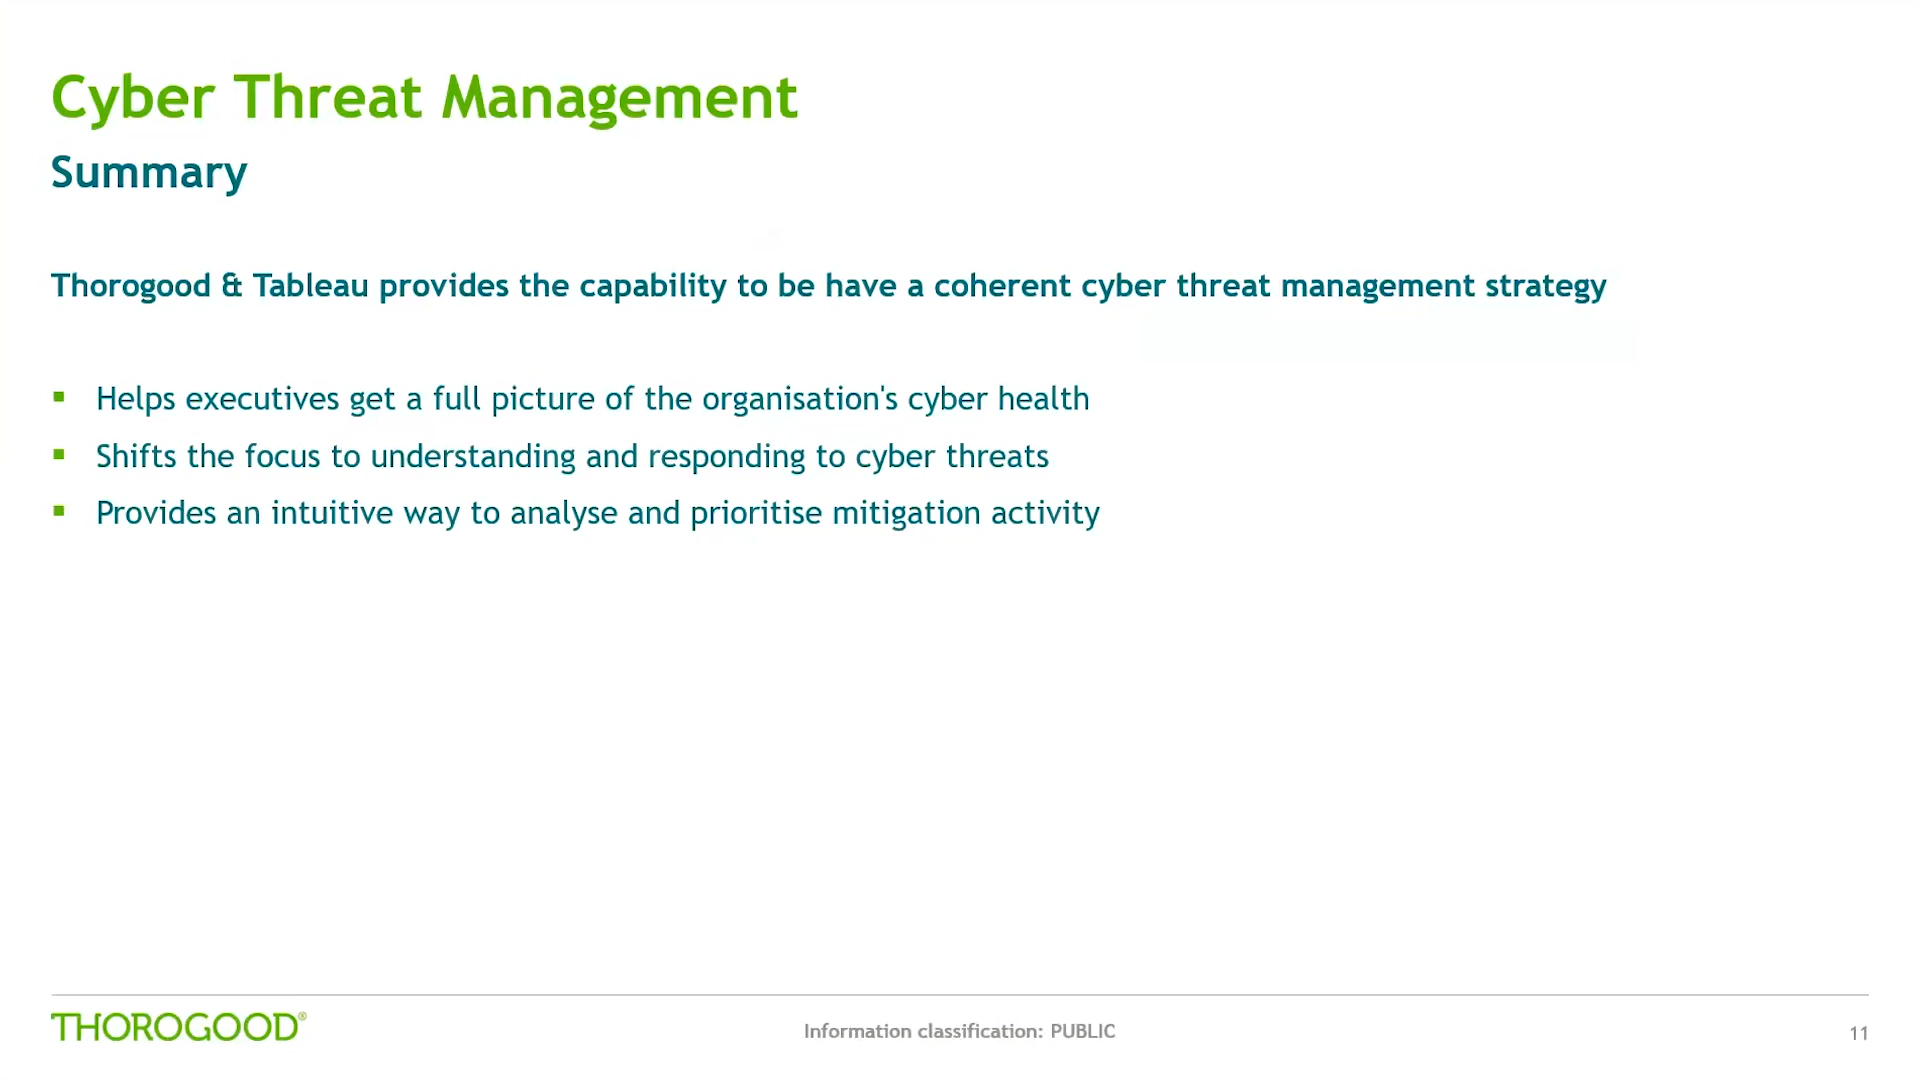 Cyber Threat Management
Summary
Thorogood & Tableau provides the capability to be have a coherent cyber threat management strategy
▪ Helps executives get a full picture of the organisation's cyber health
▪ Shifts the focus to understanding and responding to cyber threats
▪ Provides an intuitive way to analyse and prioritise mitigation activity
THOROGOOD®
Information classification: PUBLIC
11